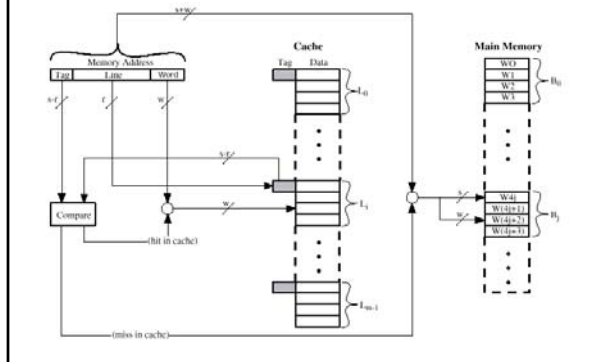 s+w
Cache
Main Memory
Memory Address
Tag Data
Tag Line Word
W0
W1
W2
W3
B0
L0
s-r
r
w
s-r
Compare
w
Li
s
w
W4j
W(4j+1)
W(4j+2)
W(4j+3)
Bj
(hit in cache)
Lm-1
(miss in cache)